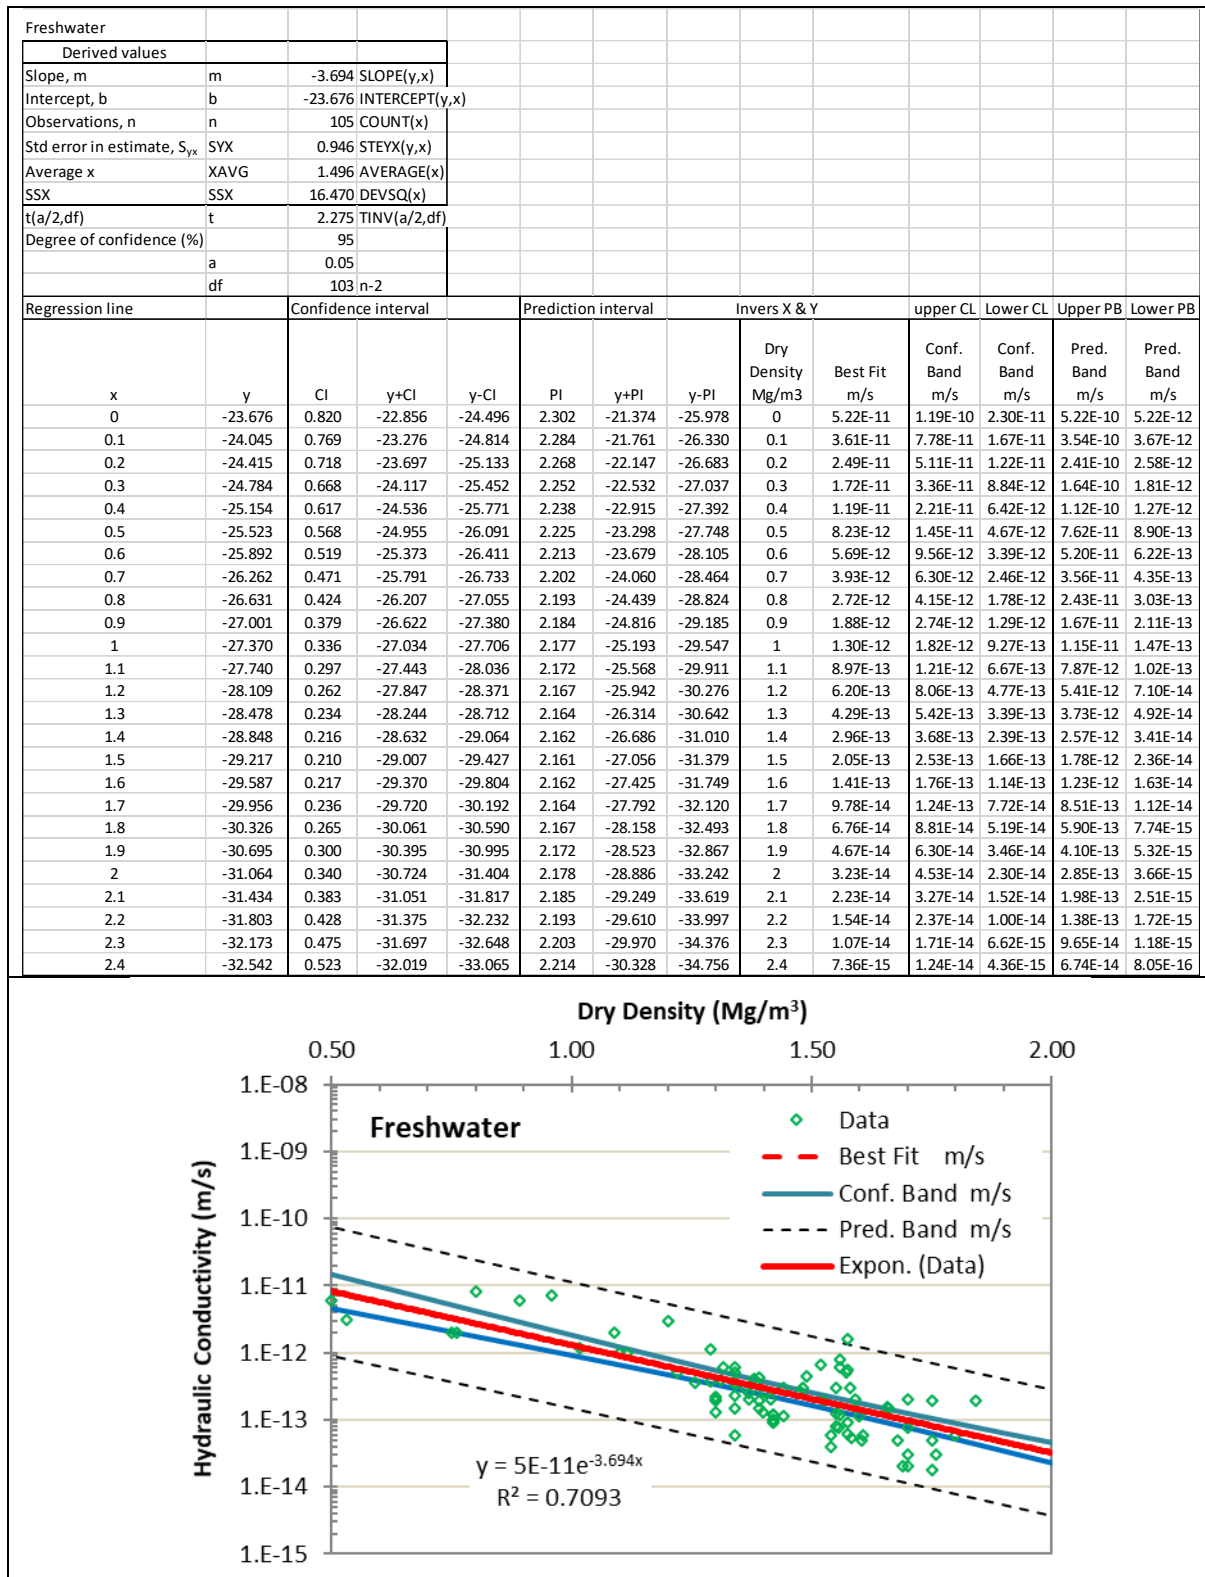 Freshwater
Derived values
Slope, m m -3.694 SLOPE(y,x)
Intercept, b b -23.676 INTERCEPT(y,x)
Observations, n n 105 COUNT(x)
Std error in estimate, Syx SYX 0.946 STEYX(y,x)
Average x XAVG 1.496 AVERAGE(x)
SSX SSX 16.470 DEVSQ(x)
t(a/2,df) t 2.275 TINV(a/2,df)
Degree of confidence (%) 95
a 0.05
df 103 n-2
Regression line Confidence interval Prediction interval Invers X & Y upper CL Lower CL Upper PB Lower PB
Dry Conf. Conf. Pred. Pred.
Density Best Fit Band Band Band Band
x y CI y+CI y-CI PI y+PI y-PI Mg/m3 m/s m/s m/s m/s m/s
0 -23.676 0.820 -22.856 -24.496 2.302 -21.374 -25.978 0 5.22E-11 1.19E-10 2.30E-11 5.22E-10 5.22E-12
0.1 -24.045 0.769 -23.276 -24.814 2.284 -21.761 -26.330 0.1 3.61E-11 7.78E-11 1.67E-11 3.54E-10 3.67E-12
0.2 -24.415 0.718 -23.697 -25.133 2.268 -22.147 -26.683 0.2 2.49E-11 5.11E-11 1.22E-11 2.41E-10 2.58E-12
0.3 -24.784 0.668 -24.117 -25.452 2.252 -22.532 -27.037 0.3 1.72E-11 3.36E-11 8.84E-12 1.64E-10 1.81E-12
0.4 -25.154 0.617 -24.536 -25.771 2.238 -22.915 -27.392 0.4 1.19E-11 2.21E-11 6.42E-12 1.12E-10 1.27E-12
0.5 -25.523 0.568 -24.955 -26.091 2.225 -23.298 -27.748 0.5 8.23E-12 1.45E-11 4.67E-12 7.62E-11 8.90E-13
0.6 -25.892 0.519 -25.373 -26.411 2.213 -23.679 -28.105 0.6 5.69E-12 9.56E-12 3.39E-12 5.20E-11 6.22E-13
0.7 -26.262 0.471 -25.791 -26.733 2.202 -24.060 -28.464 0.7 3.93E-12 6.30E-12 2.46E-12 3.56E-11 4.35E-13
0.8 -26.631 0.424 -26.207 -27.055 2.193 -24.439 -28.824 0.8 2.72E-12 4.15E-12 1.78E-12 2.43E-11 3.03E-13
0.9 -27.001 0.379 -26.622 -27.380 2.184 -24.816 -29.185 0.9 1.88E-12 2.74E-12 1.29E-12 1.67E-11 2.11E-13
1 -27.370 0.336 -27.034 -27.706 2.177 -25.193 -29.547 1 1.30E-12 1.82E-12 9.27E-13 1.15E-11 1.47E-13
1.1 -27.740 0.297 -27.443 -28.036 2.172 -25.568 -29.911 1.1 8.97E-13 1.21E-12 6.67E-13 7.87E-12 1.02E-13
1.2 -28.109 0.262 -27.847 -28.371 2.167 -25.942 -30.276 1.2 6.20E-13 8.06E-13 4.77E-13 5.41E-12 7.10E-14
1.3 -28.478 0.234 -28.244 -28.712 2.164 -26.314 -30.642 1.3 4.29E-13 5.42E-13 3.39E-13 3.73E-12 4.92E-14
1.4 -28.848 0.216 -28.632 -29.064 2.162 -26.686 -31.010 1.4 2.96E-13 3.68E-13 2.39E-13 2.57E-12 3.41E-14
1.5 -29.217 0.210 -29.007 -29.427 2.161 -27.056 -31.379 1.5 2.05E-13 2.53E-13 1.66E-13 1.78E-12 2.36E-14
1.6 -29.587 0.217 -29.370 -29.804 2.162 -27.425 -31.749 1.6 1.41E-13 1.76E-13 1.14E-13 1.23E-12 1.63E-14
1.7 -29.956 0.236 -29.720 -30.192 2.164 -27.792 -32.120 1.7 9.78E-14 1.24E-13 7.72E-14 8.51E-13 1.12E-14
1.8 -30.326 0.265 -30.061 -30.590 2.167 -28.158 -32.493 1.8 6.76E-14 8.81E-14 5.19E-14 5.90E-13 7.74E-15
1.9 -30.695 0.300 -30.395 -30.995 2.172 -28.523 -32.867 1.9 4.67E-14 6.30E-14 3.46E-14 4.10E-13 5.32E-15
2 -31.064 0.340 -30.724 -31.404 2.178 -28.886 -33.242 2 3.23E-14 4.53E-14 2.30E-14 2.85E-13 3.66E-15
2.1 -31.434 0.383 -31.051 -31.817 2.185 -29.249 -33.619 2.1 2.23E-14 3.27E-14 1.52E-14 1.98E-13 2.51E-15
2.2 -31.803 0.428 -31.375 -32.232 2.193 -29.610 -33.997 2.2 1.54E-14 2.37E-14 1.00E-14 1.38E-13 1.72E-15
2.3 -32.173 0.475 -31.697 -32.648 2.203 -29.970 -34.376 2.3 1.07E-14 1.71E-14 6.62E-15 9.65E-14 1.18E-15
2.4 -32.542 0.523 -32.019 -33.065 2.214 -30.328 -34.756 2.4 7.36E-15 1.24E-14 4.36E-15 6.74E-14 8.05E-16
Dry Density (Mg/m³)
0.50 1.00 1.50 2.00
1.E-08
1.E-09
1.E-10
1.E-11
1.E-12
1.E-13
1.E-14
1.E-15
Hydraulic Conductivity (m/s)
Freshwater
Data
Best Fit m/s
Conf. Band m/s
Pred. Band m/s
Expon. (Data)
y = 5E-11e^-3.694x
R² = 0.7093